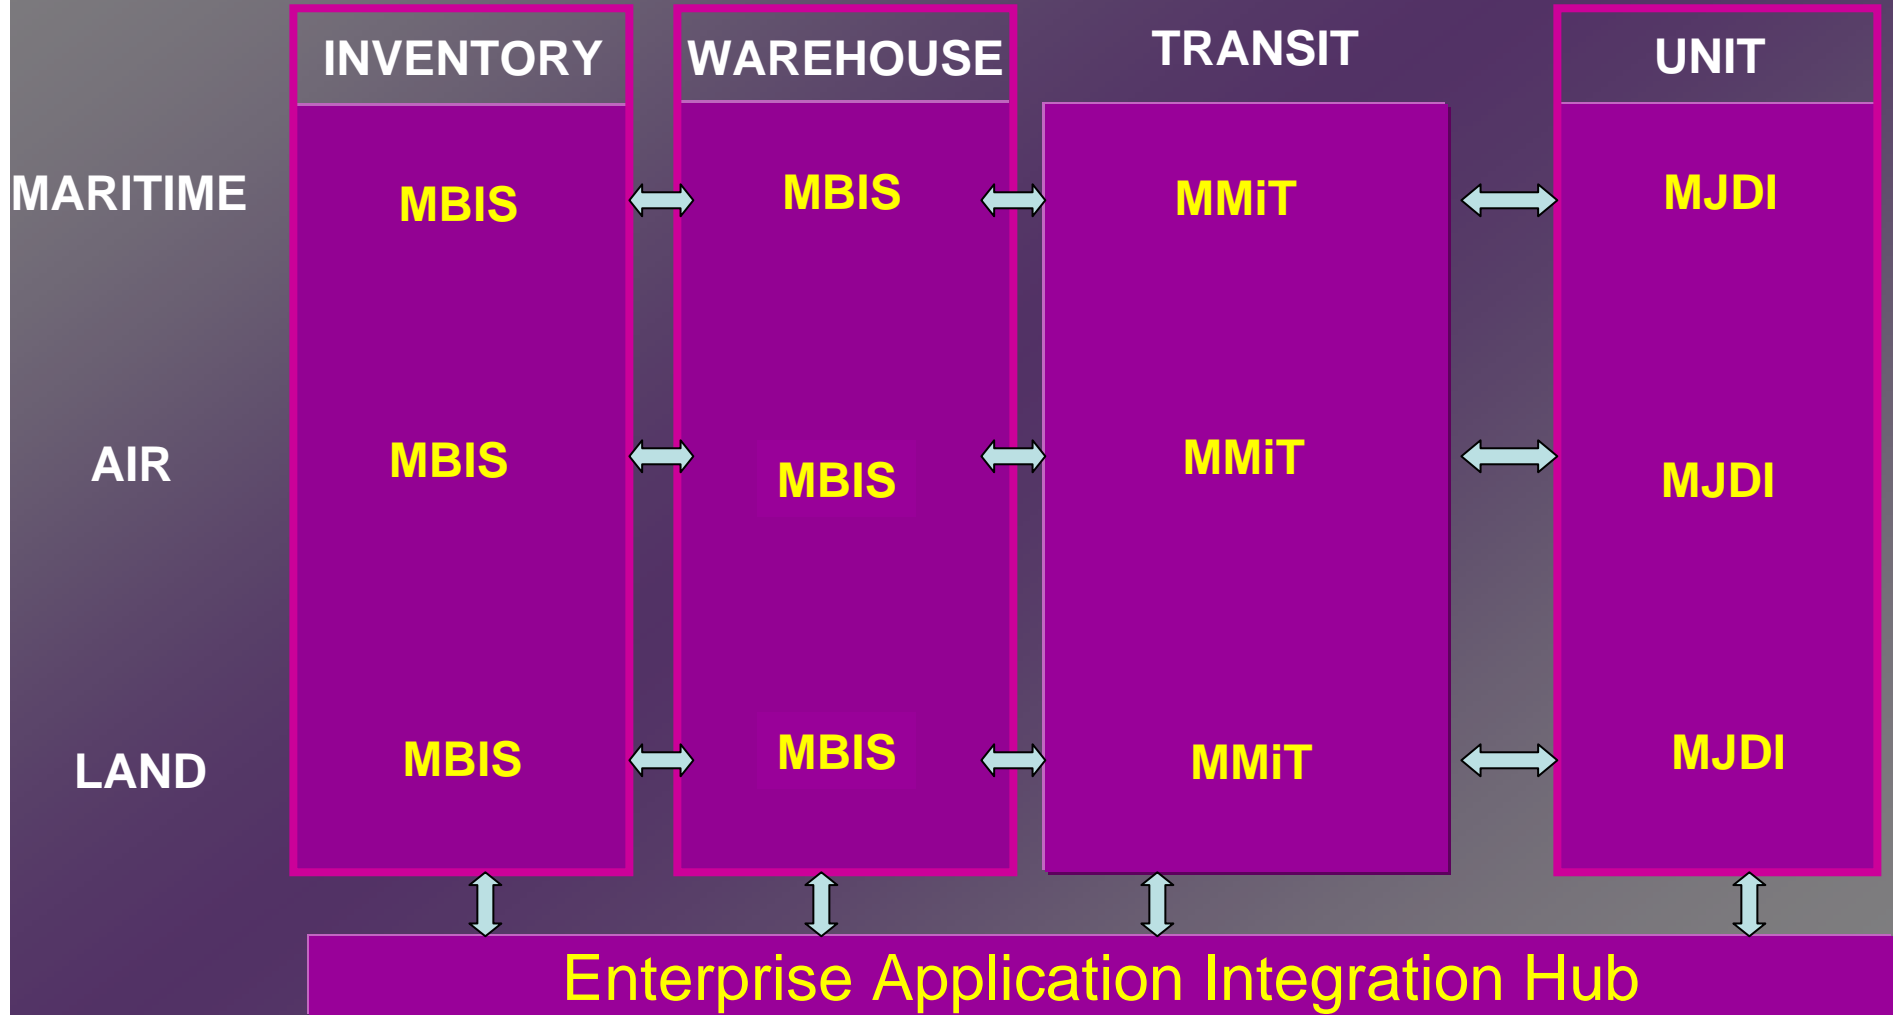 INVENTORY WAREHOUSE TRANSIT UNIT
MARITIME MBIS MBIS MMiT MJDI
AIR MBIS MBIS MMiT MJDI
LAND MBIS MBIS MMiT MJDI
Enterprise Application Integration Hub